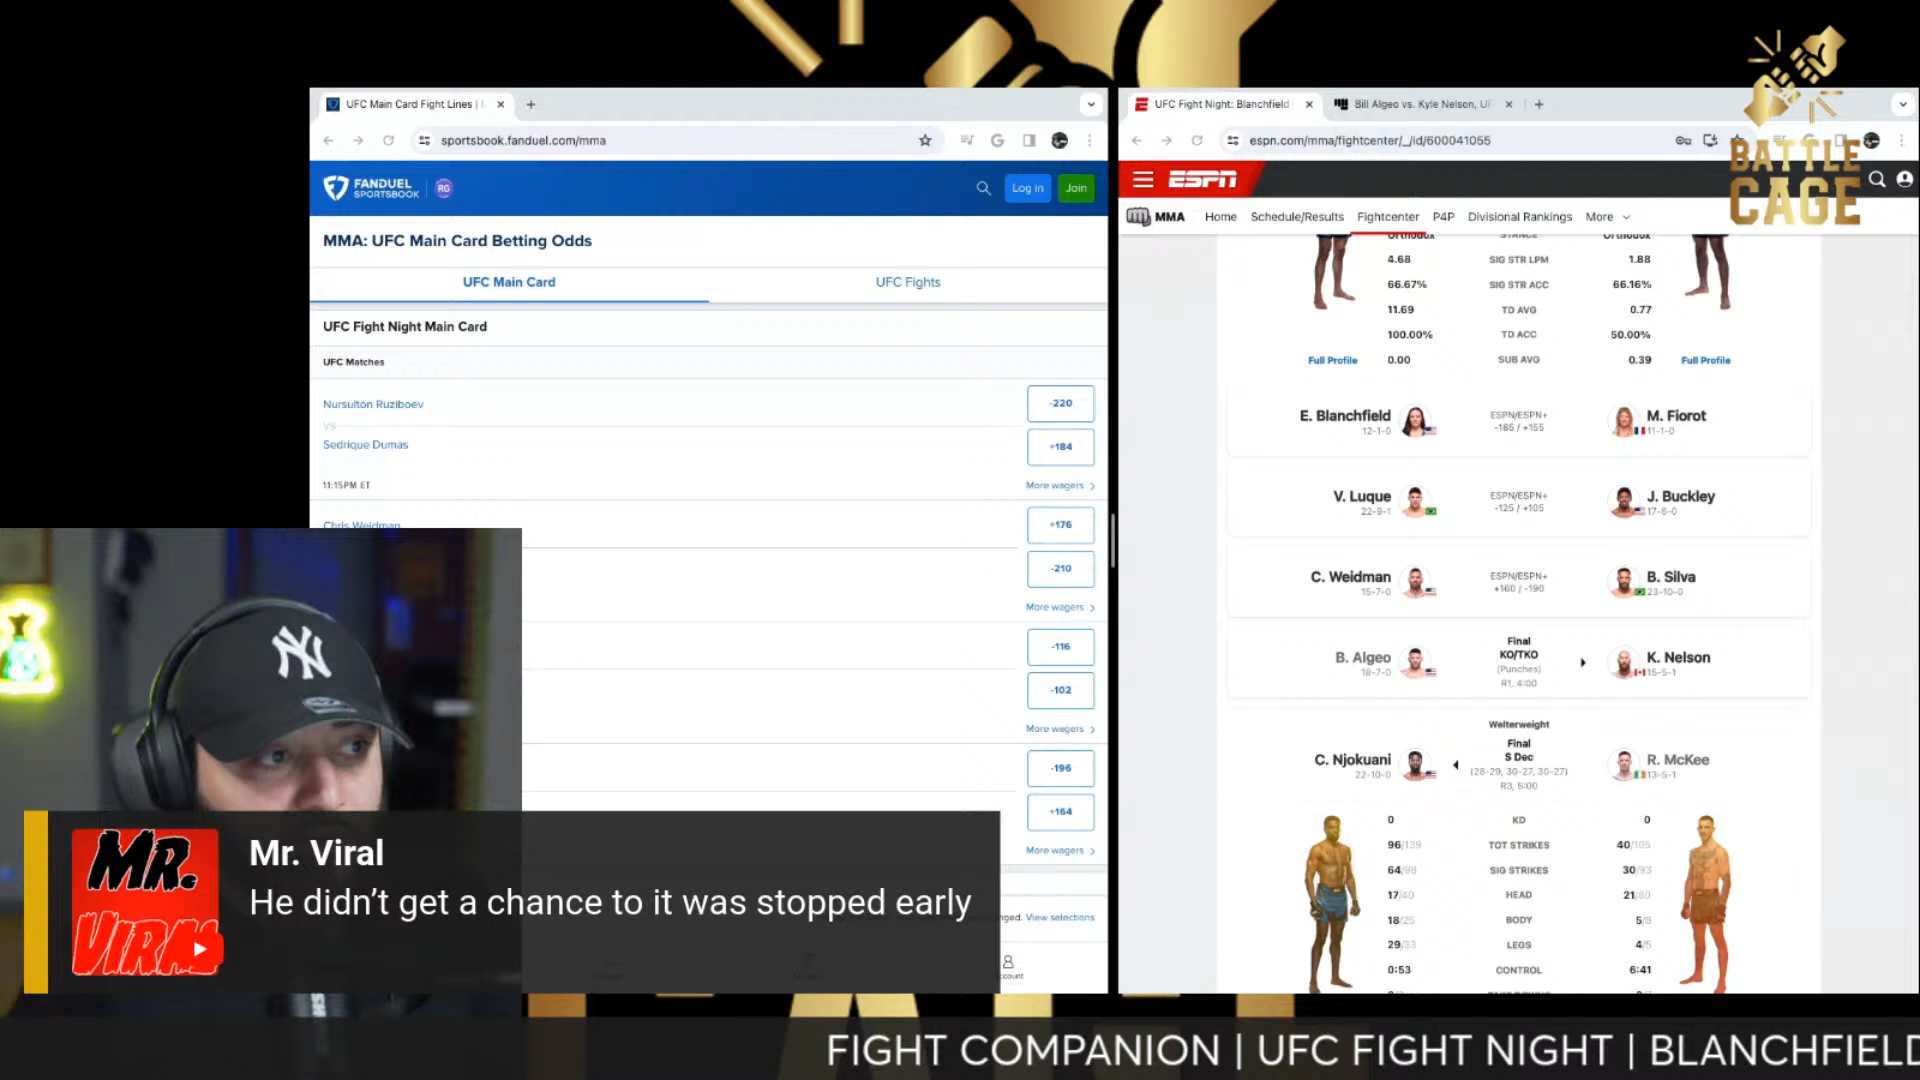 UFC Main Card Fight Lines |
sportsbook.fanduel.com/mma
FANDUEL
SPORTSBOOK
RG
Log in
Join
MMA: UFC Main Card Betting Odds
UFC Main Card
UFC Fights
UFC Fight Night Main Card
UFC Matches
Nursulton Ruziboev
-220
VS
Sedrique Dumas
+184
11:15PM ET
More wagers
Chris Weidman
+176
-210
More wagers
-116
-102
More wagers
-196
+164
More wagers
View selections
UFC Fight Night: Blanchfield
Bill Algeo vs. Kyle Nelson, UF
espn.com/mma/fightcenter/_/id/600041055
BATTLE
CAGE
ESPN
MMA
Home
Schedule/Results
Fightcenter
P4P
Divisional Rankings
More
Orthodox STANCE Orthodox
4.68 SIG STR LPM 1.88
66.67% SIG STR ACC 66.16%
11.69 TD AVG 0.77
100.00% TD ACC 50.00%
Full Profile 0.00 SUB AVG 0.39 Full Profile
E. Blanchfield
12-1-0
ESPN/ESPN+
-185 / +155
M. Fiorot
11-1-0
V. Luque
22-9-1
ESPN/ESPN+
-125 / +105
J. Buckley
17-6-0
C. Weidman
15-7-0
ESPN/ESPN+
+160 / -190
B. Silva
23-10-0
B. Algeo
18-7-0
Final
KO/TKO
(Punches)
R1, 4:00
K. Nelson
15-5-1
Welterweight
C. Njokuani
22-10-0
Final
S Dec
(28-29, 30-27, 30-27)
R3, 5:00
R. McKee
13-5-1
0 KD 0
96/139 TOT STRIKES 40/105
64/98 SIG STRIKES 30/93
17/40 HEAD 21/80
18/25 BODY 5/8
29/33 LEGS 4/5
0:53 CONTROL 6:41
NY
MR.
VIRAL
Mr. Viral
He didn't get a chance to it was stopped early
FIGHT COMPANION | UFC FIGHT NIGHT | BLANCHFIELD